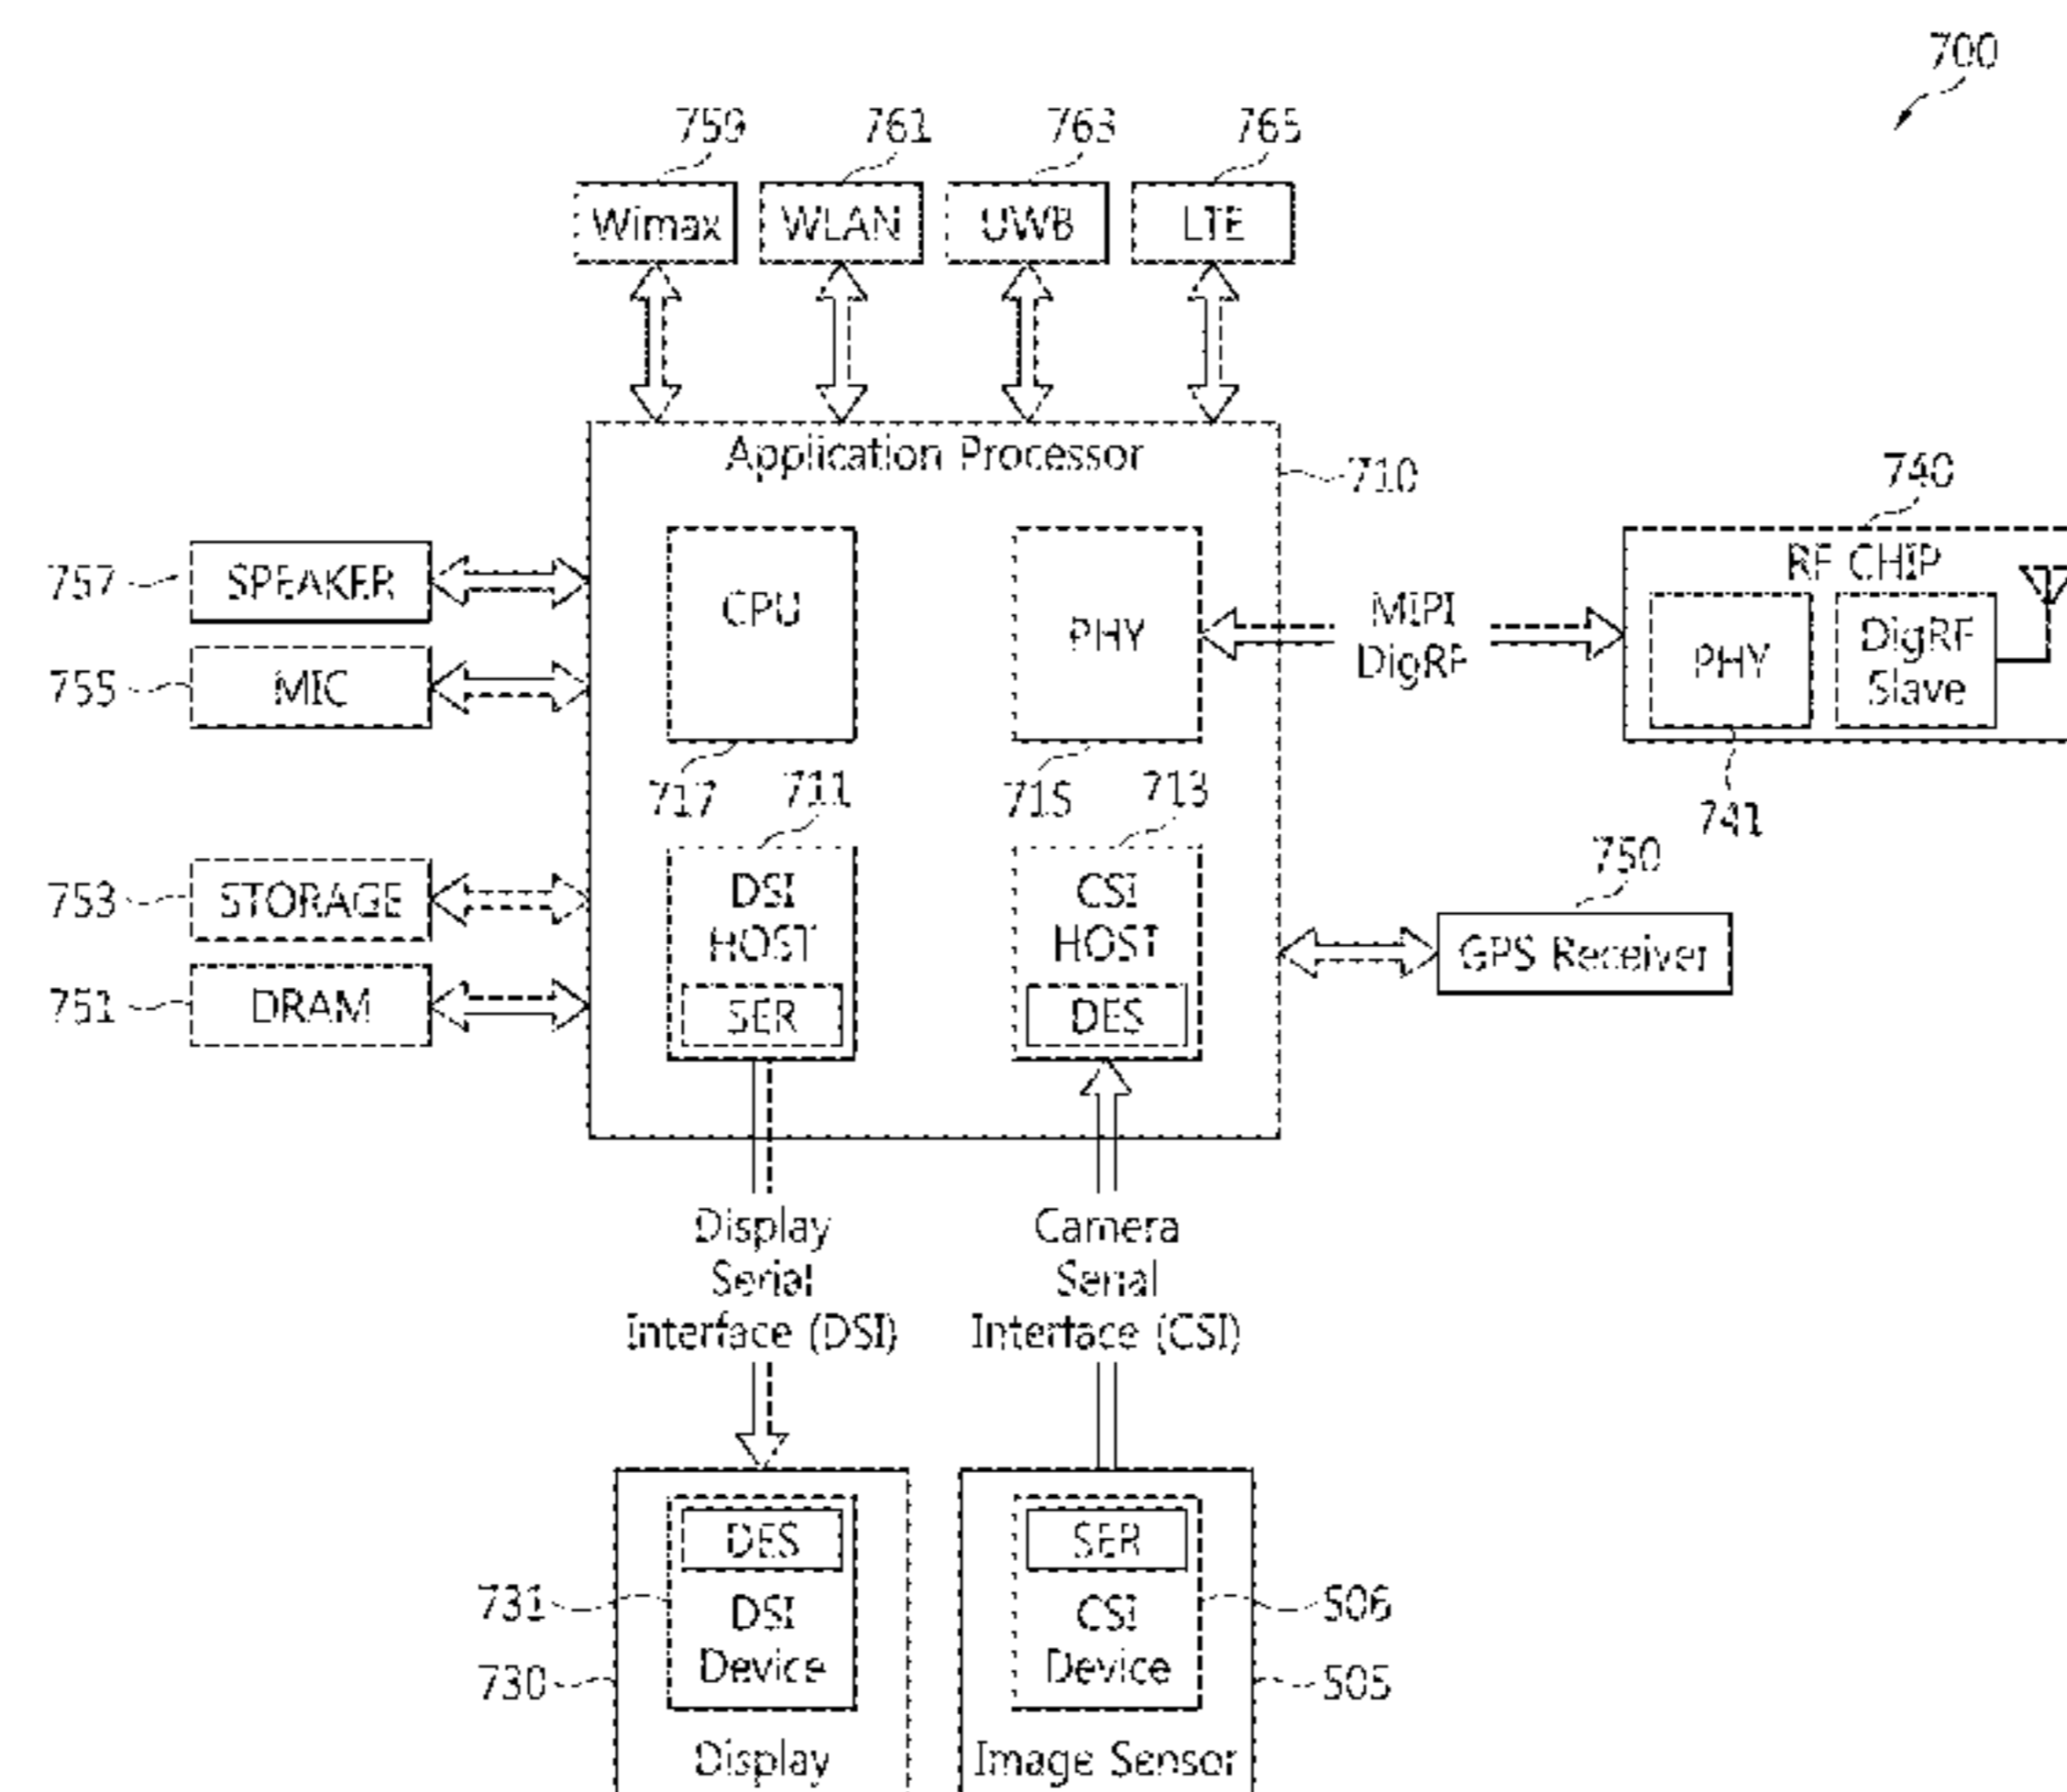 700
759 761 763 765
Wimax WLAN UWB LTE
Application Processor
710
740
RF CHIP
757 SPEAKER
CPU
PHY
MIPI
DigRF
PHY
DigRF
Slave
755 MIC
717 711 715 713
741
750
753 STORAGE
DSI
HOST
SER
CSI
HOST
DES
GPS Receiver
751 DRAM
Display
Serial
Interface (DSI)
Camera
Serial
Interface (CSI)
DES
SER
731
DSI
Device
CSI
Device
506
730
505
Display
Image Sensor